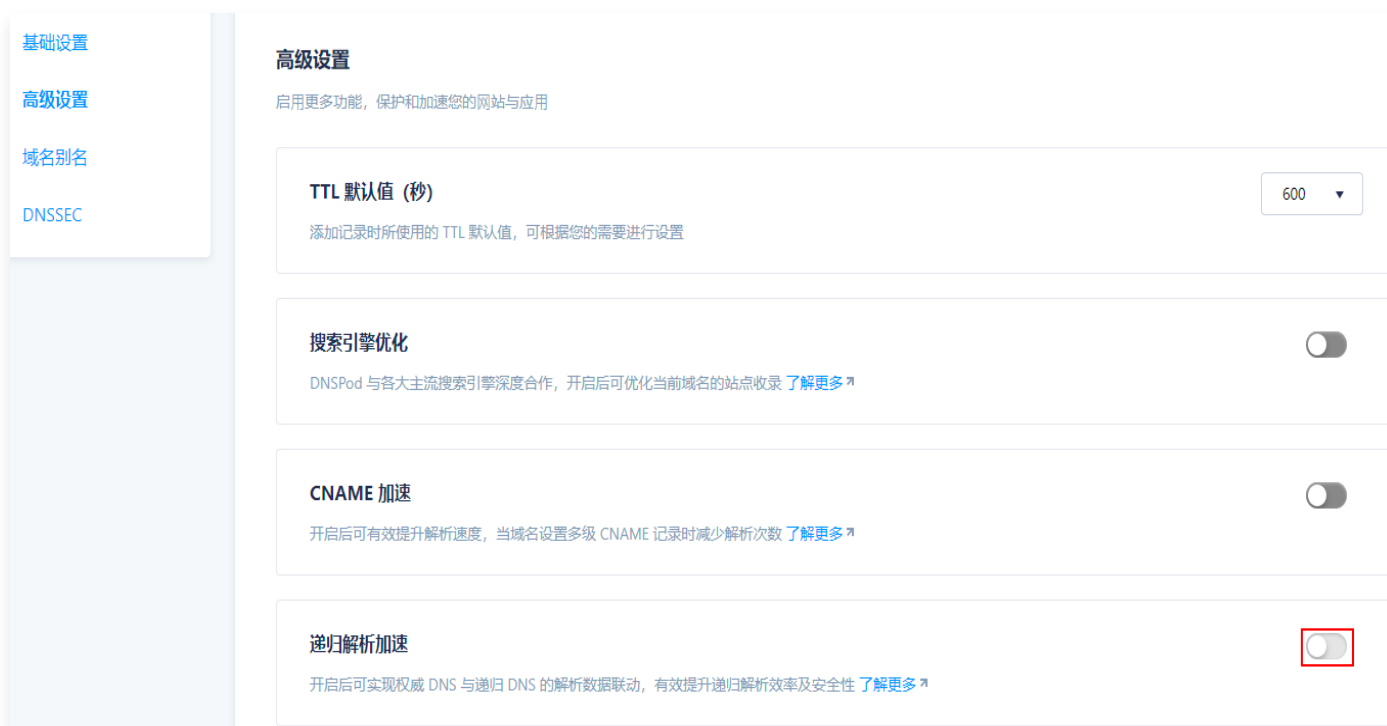 基础设置
高级设置
域名别名
DNSSEC
高级设置
启用更多功能，保护和加速您的网站与应用
TTL 默认值（秒）
600
添加记录时所使用的 TTL 默认值，可根据您的需要进行设置
搜索引擎优化
DNSPod 与各大主流搜索引擎深度合作，开启后可优化当前域名的站点收录 了解更多
CNAME 加速
开启后可有效提升解析速度，当域名设置多级 CNAME 记录时减少解析次数 了解更多
递归解析加速
开启后可实现权威 DNS 与递归 DNS 的解析数据联动，有效提升递归解析效率及安全性 了解更多